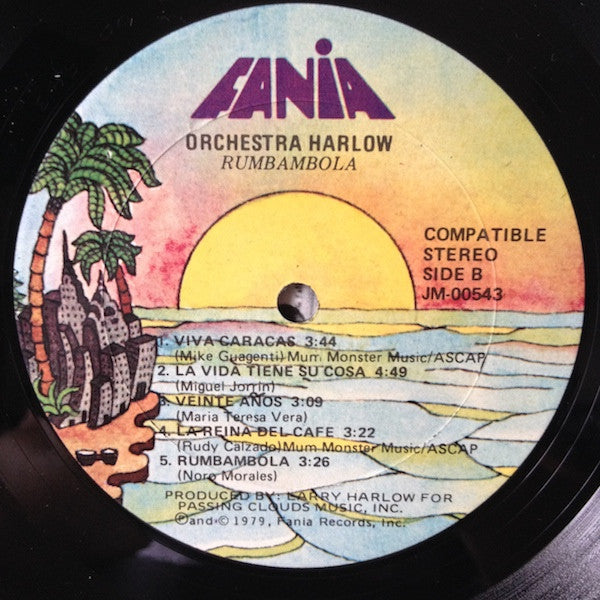 FANIA
ORCHESTRA HARLOW
RUMBAMBOLA
COMPATIBLE
STEREO
SIDE B
JM-00543
1. VIVA CARACAS 3:44
(Mike Guagenti) Mum Monster Music/ASCAP
2. LA VIDA TIENE SU COSA 4:49
(Miguel Jorrin)
3. VEINTE AÑOS 3:09
(Maria Teresa Vera)
4. LA REINA DEL CAFE 3:22
(Rudy Calzado) Mum Monster Music/ASCAP
5. RUMBAMBOLA 3:26
(Noro Morales)
PRODUCED BY: LARRY HARLOW FOR
PASSING CLOUDS MUSIC, INC.
℗and © 1979, Fania Records, Inc.